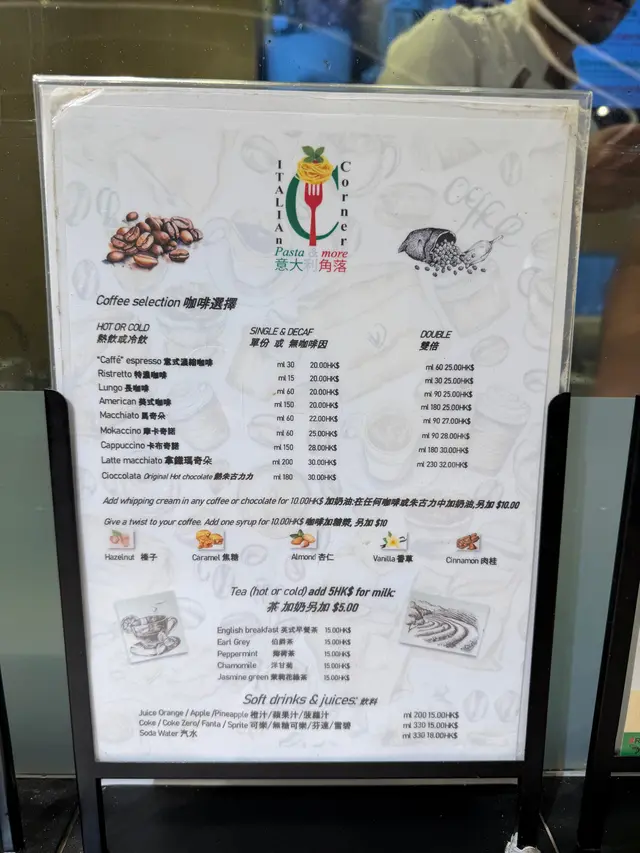 ITALIAn
Corner
Pasta & more
意大利角落
Coffee
Coffee selection 咖啡選擇
HOT OR COLD SINGLE & DECAF DOUBLE
熱飲或冷飲 單份 或 無咖啡因 雙倍
"Caffé" espresso 意式濃縮咖啡 ml 30 20.00HK$ ml 60 25.00HK$
Ristretto 特濃咖啡 ml 15 20.00HK$ ml 30 25.00HK$
Lungo 長咖啡 ml 60 20.00HK$ ml 90 25.00HK$
American 美式咖啡 ml 150 20.00HK$ ml 180 25.00HK$
Macchiato 馬奇朵 ml 60 22.00HK$ ml 90 27.00HK$
Mokaccino 摩卡奇諾 ml 60 25.00HK$ ml 90 28.00HK$
Cappuccino 卡布奇諾 ml 150 28.00HK$ ml 180 30.00HK$
Latte macchiato 拿鐵瑪奇朵 ml 200 30.00HK$ ml 230 32.00HK$
Cioccolata Original Hot chocolate 熱朱古力 ml 180 30.00HK$
Add whipping cream in any coffee or chocolate for 10.00HK$ 加奶油:在任何咖啡或朱古力中加奶油,另加 $10.00
Give a twist to your coffee. Add one syrup for 10.00HK$ 咖啡加糖漿, 另加 $10
Hazelnut 榛子 Caramel 焦糖 Almond 杏仁 Vanilla 香草 Cinnamon 肉桂
Tea (hot or cold) add 5HK$ for milk:
茶 加奶另加 $5.00
English breakfast 英式早餐茶 15.00HK$
Earl Grey 伯爵茶 15.00HK$
Peppermint 薄荷茶 15.00HK$
Chamomile 洋甘菊 15.00HK$
Jasmine green 茉莉花綠茶 15.00HK$
Soft drinks & juices: 飲料
Juice Orange / Apple /Pineapple 橙汁/蘋果汁/菠蘿汁 ml 200 15.00HK$
Coke / Coke Zero/ Fanta / Sprite 可樂/無糖可樂/芬達/雪碧 ml 330 15.00HK$
Soda Water 汽水 ml 330 18.00HK$